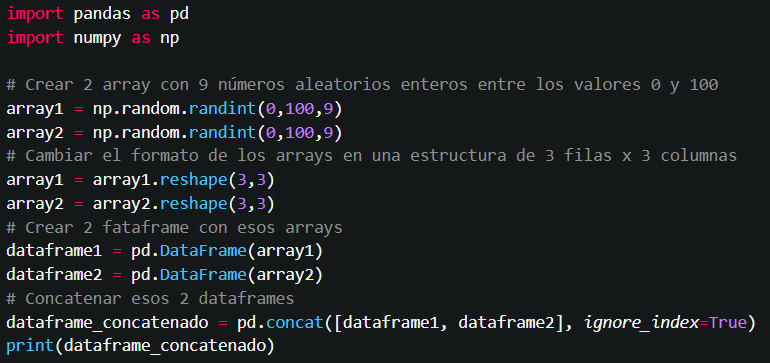 import pandas as pd
import numpy as np
# Crear 2 array con 9 números aleatorios enteros entre los valores 0 y 100
array1 = np.random.randint(0,100,9)
array2 = np.random.randint(0,100,9)
# Cambiar el formato de los arrays en una estructura de 3 filas x 3 columnas
array1 = array1.reshape(3,3)
array2 = array2.reshape(3,3)
# Crear 2 fataframe con esos arrays
dataframe1 = pd.DataFrame(array1)
dataframe2 = pd.DataFrame(array2)
# Concatenar esos 2 dataframes
dataframe_concatenado = pd.concat([dataframe1, dataframe2], ignore_index=True)
print(dataframe_concatenado)